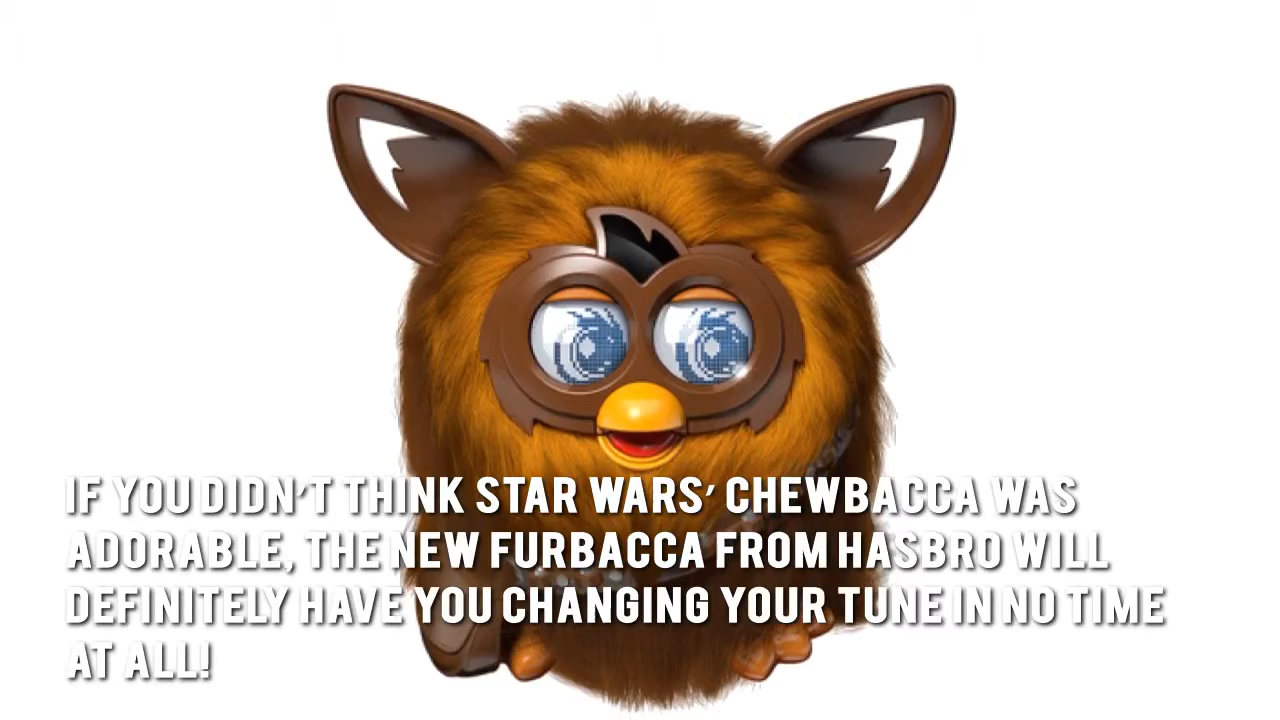 IF YOU DIDN'T THINK STAR WARS' CHEWBACCA WAS
ADORABLE, THE NEW FURBACCA FROM HASBRO WILL
DEFINITELY HAVE YOU CHANGING YOUR TUNE IN NO TIME
AT ALL!